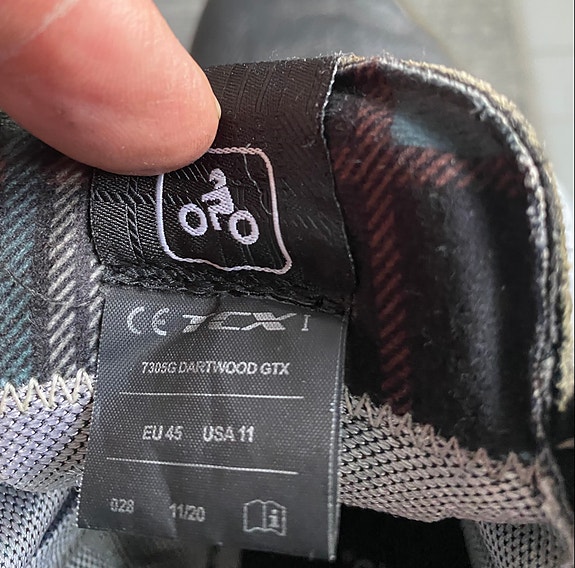 CE TCX I
7305G DARTWOOD GTX
EU 45 USA 11
028 11/20